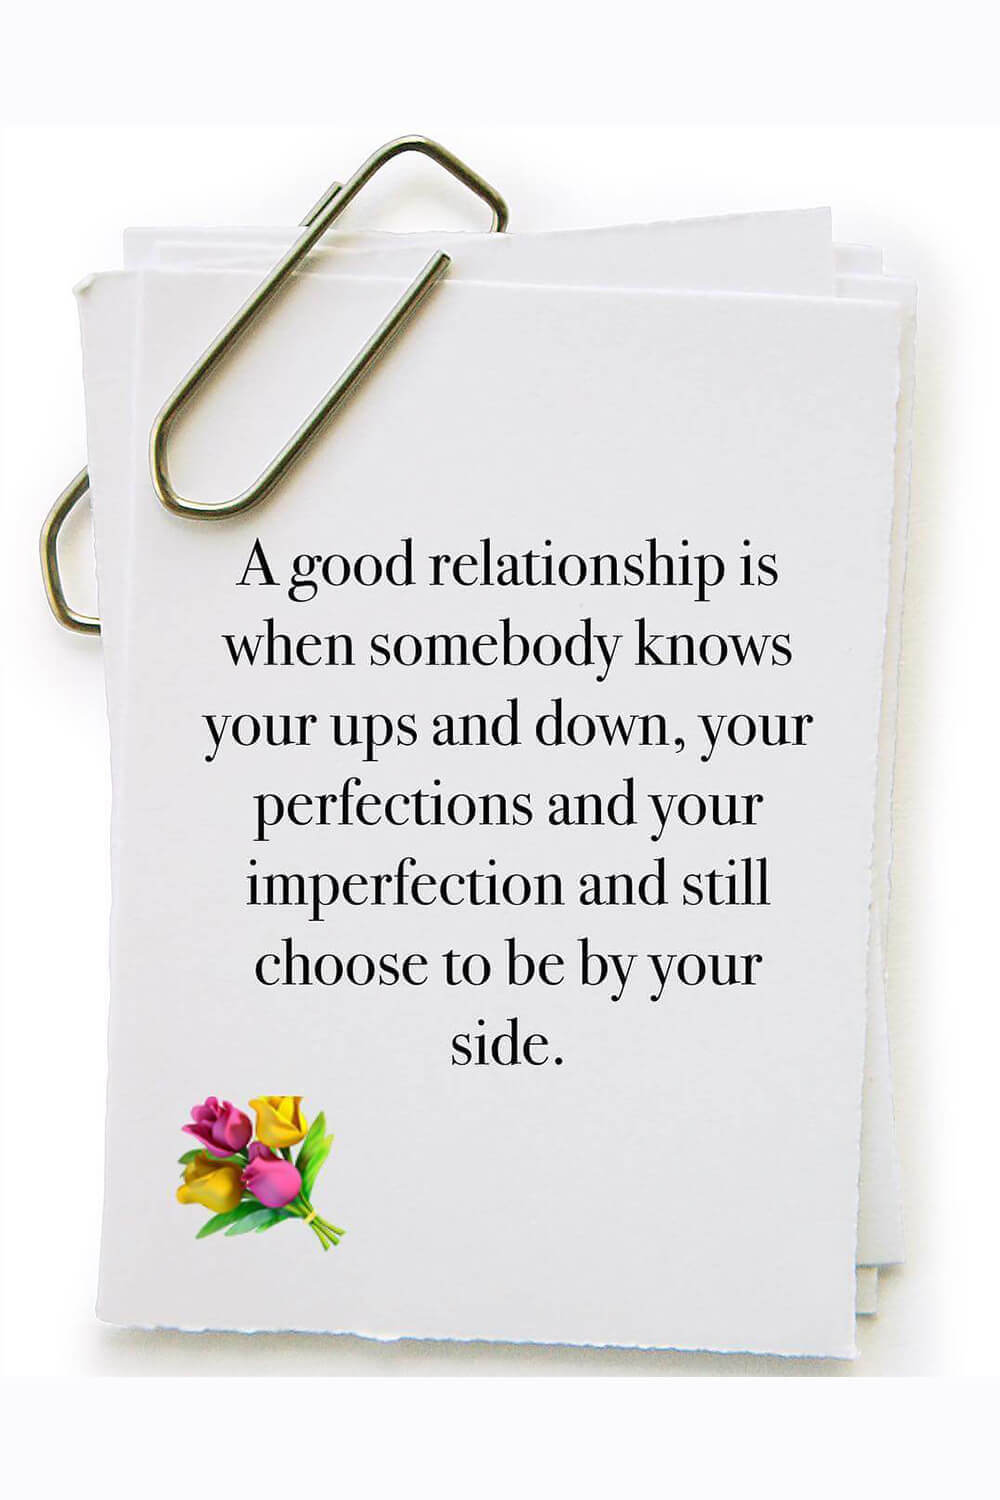 A good relationship is
when somebody knows
your ups and down, your
perfections and your
imperfection and still
choose to be by your
side.